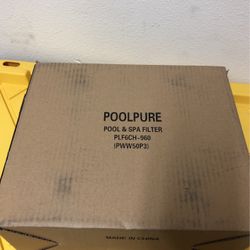 POOLPURE
POOL & SPA FILTER
PLF6CH-960
(PWW50P3)
MADE IN CHINA